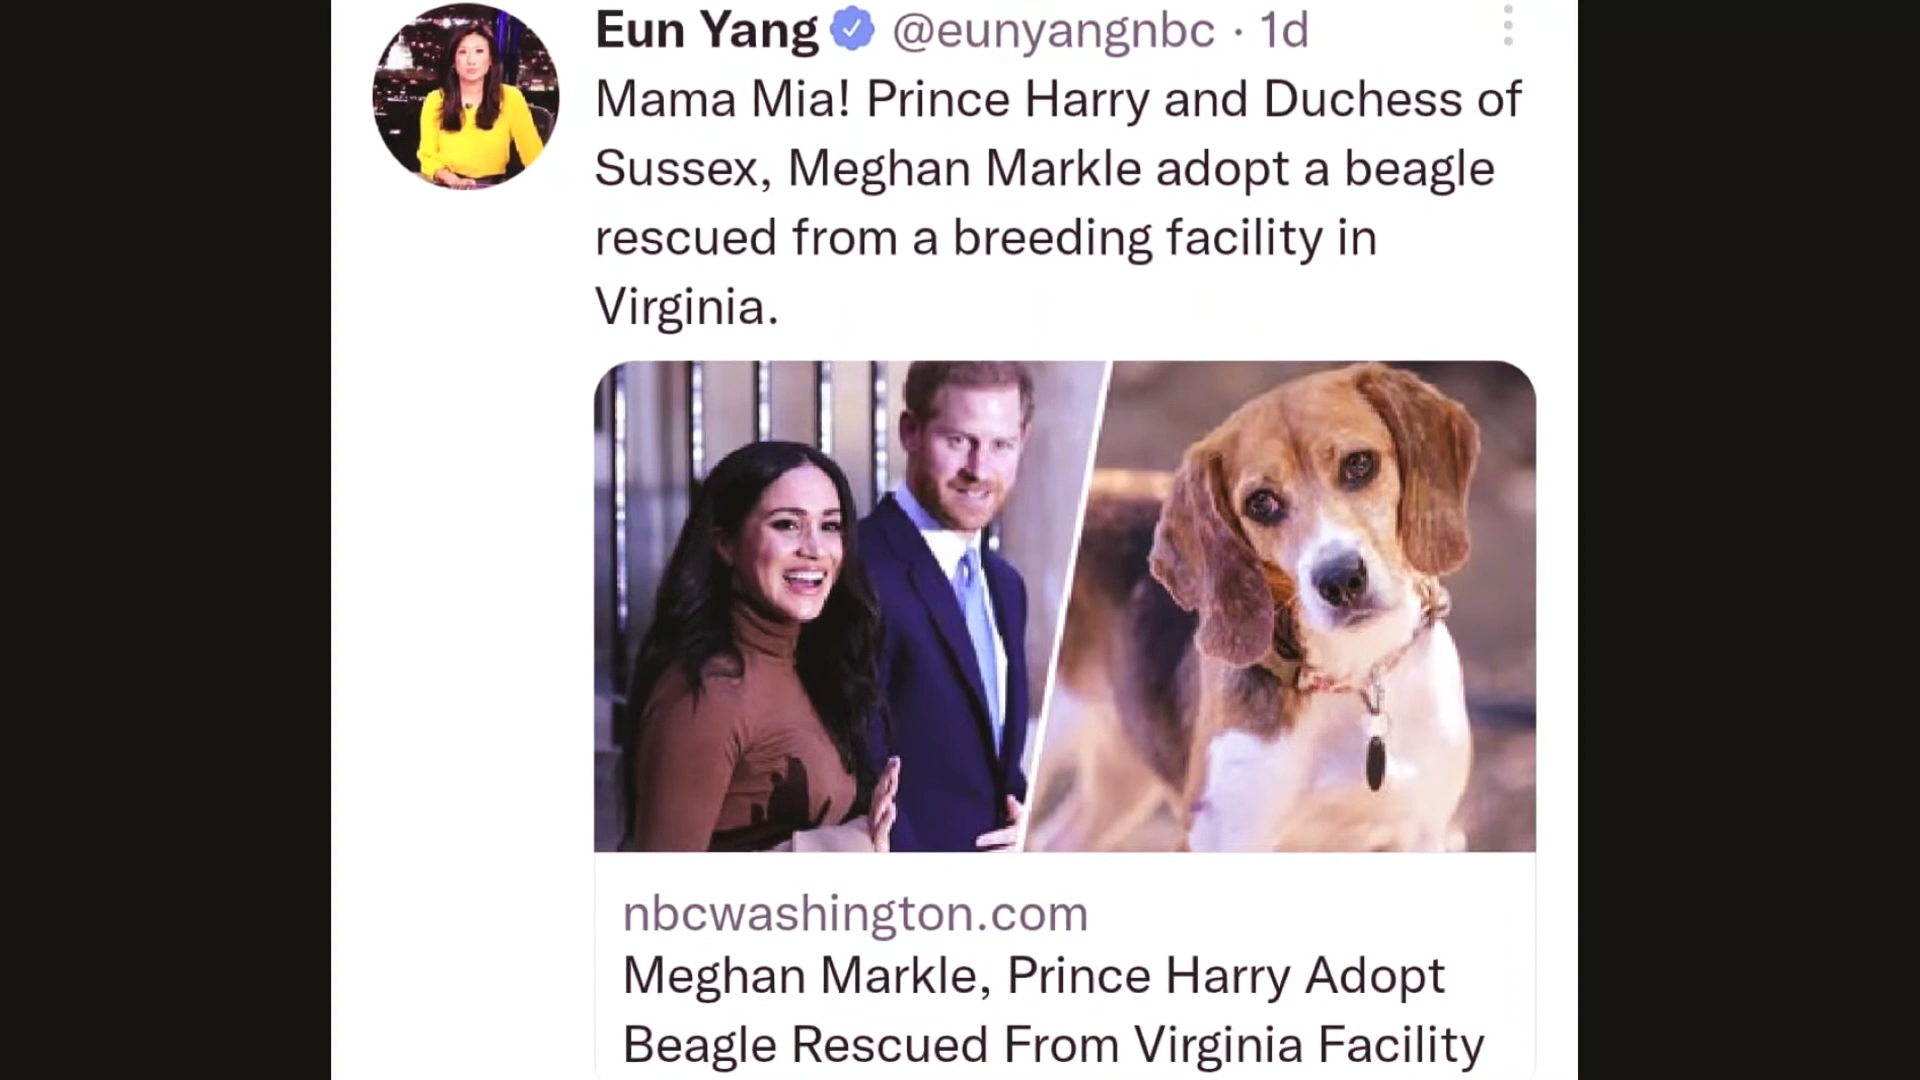 Eun Yang @eunyangnbc · 1d
Mama Mia! Prince Harry and Duchess of
Sussex, Meghan Markle adopt a beagle
rescued from a breeding facility in
Virginia.
nbcwashington.com
Meghan Markle, Prince Harry Adopt
Beagle Rescued From Virginia Facility